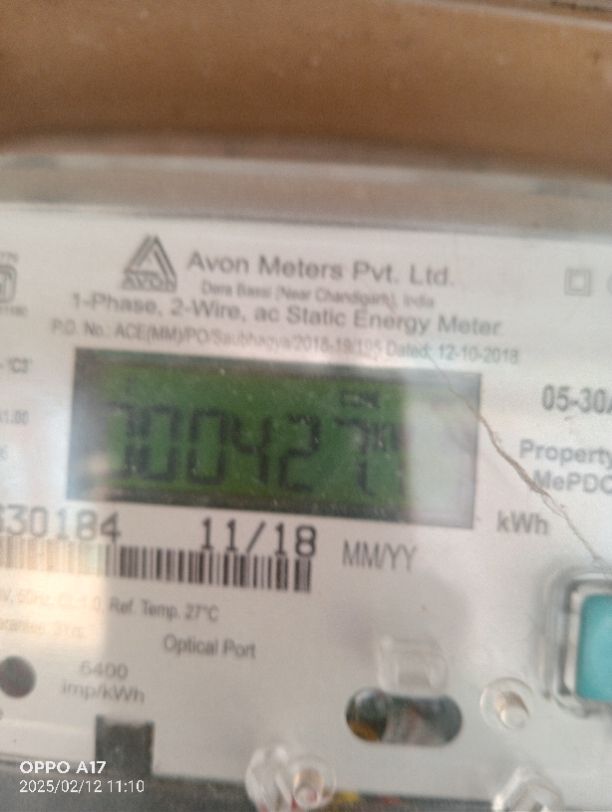 AVON
Avon Meters Pvt. Ltd.
Dera Bassi (Near Chandigarh), India
1-Phase, 2-Wire, ac Static Energy Meter
P.O. No.: ACE(MM)/PO/Saubhagya/2018-19/195 Dated: 12-10-2018
05-30A
Property
MePDC
kWh
30184
11/18 MM/YY
Ref. Temp. 27°C
Optical Port
6400
imp/kWh
OPPO A17
2025/02/12 11:10